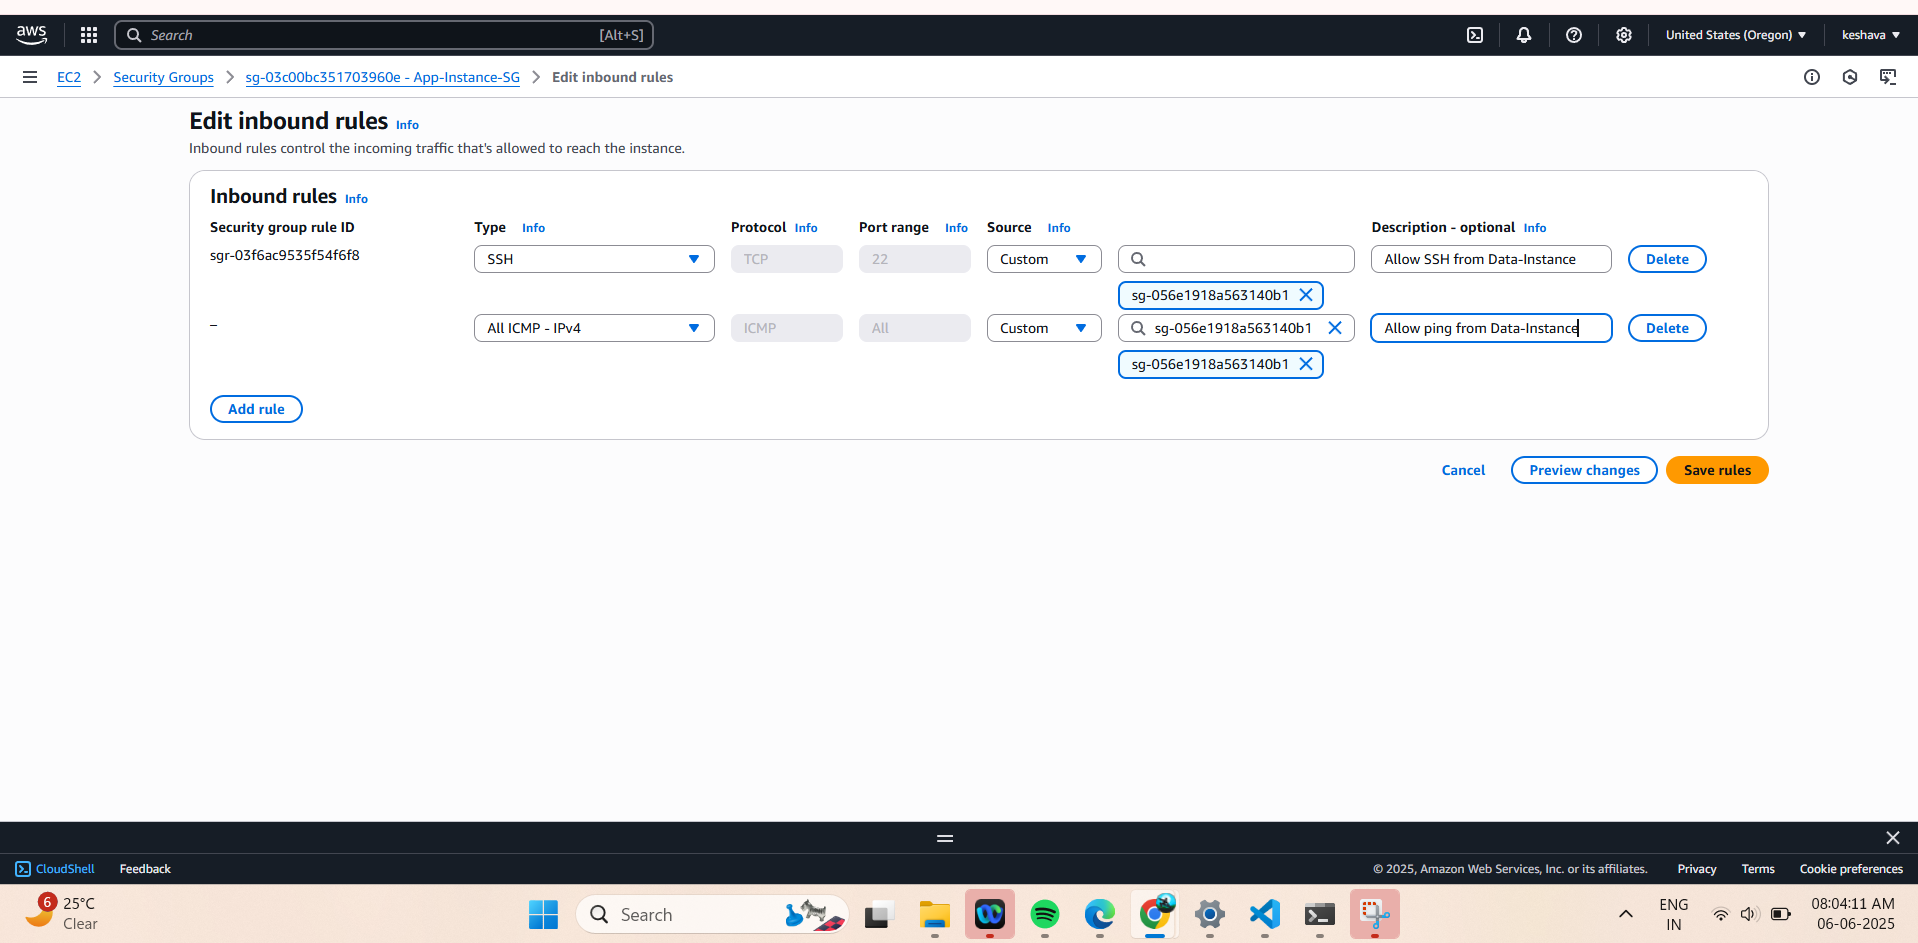 aws
Search [Alt+S]
United States (Oregon)
keshava
EC2 > Security Groups > sg-03c00bc351703960e - App-Instance-SG > Edit inbound rules
Edit inbound rules Info
Inbound rules control the incoming traffic that's allowed to reach the instance.
Inbound rules Info
Security group rule ID Type Info Protocol Info Port range Info Source Info Description - optional Info
sgr-03f6ac9535f54f6f8 SSH TCP 22 Custom Allow SSH from Data-Instance Delete
sg-056e1918a563140b1
– All ICMP - IPv4 ICMP All Custom sg-056e1918a563140b1 Allow ping from Data-Instance Delete
sg-056e1918a563140b1
Add rule
Cancel Preview changes Save rules
CloudShell Feedback © 2025, Amazon Web Services, Inc. or its affiliates. Privacy Terms Cookie preferences
6
25°C
Clear
Search
ENG
IN
08:04:11 AM
06-06-2025